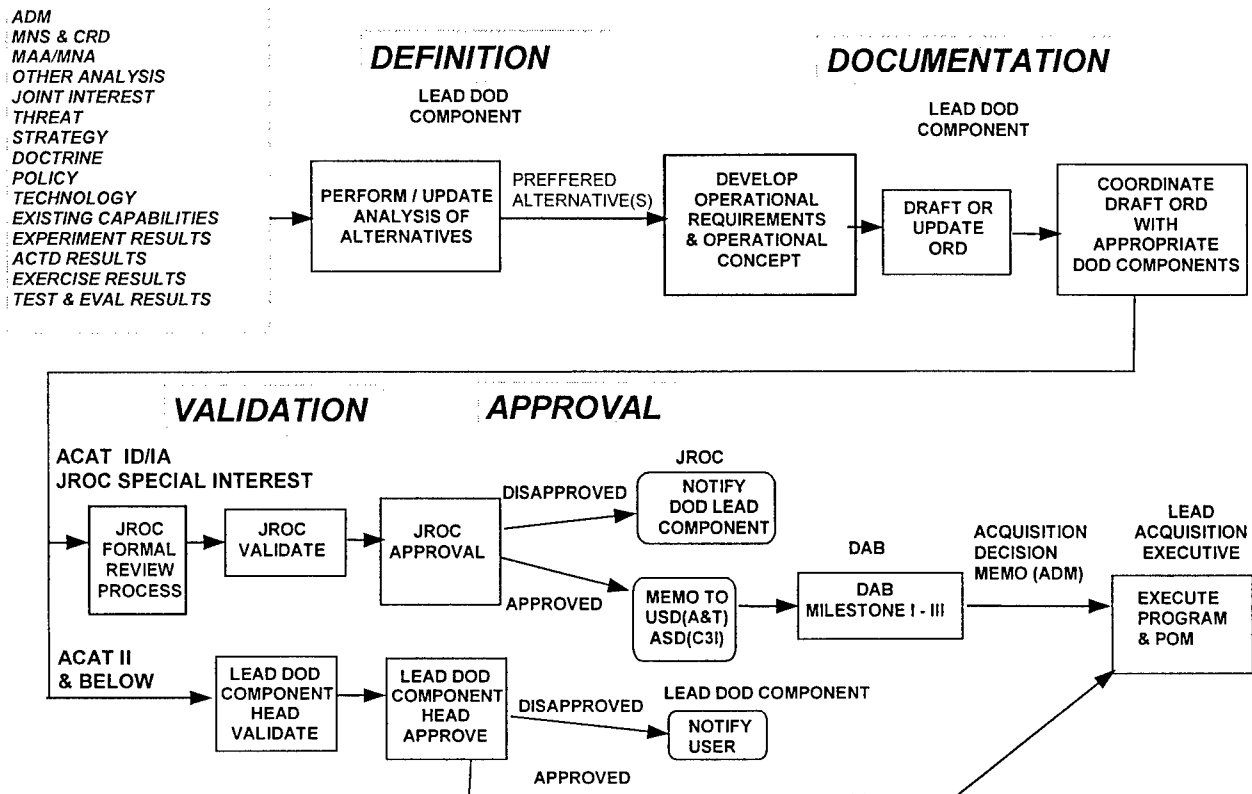 ADM
MNS & CRD
MAA/MNA
OTHER ANALYSIS
JOINT INTEREST
THREAT
STRATEGY
DOCTRINE
POLICY
TECHNOLOGY
EXISTING CAPABILITIES
EXPERIMENT RESULTS
ACTD RESULTS
EXERCISE RESULTS
TEST & EVAL RESULTS
DEFINITION
LEAD DOD
COMPONENT
PERFORM / UPDATE
ANALYSIS OF
ALTERNATIVES
PREFFERED
ALTERNATIVE(S)
DOCUMENTATION
LEAD DOD
COMPONENT
DEVELOP
OPERATIONAL
REQUIREMENTS
& OPERATIONAL
CONCEPT
DRAFT OR
UPDATE
ORD
COORDINATE
DRAFT ORD
WITH
APPROPRIATE
DOD COMPONENTS
VALIDATION
APPROVAL
ACAT ID/IA
JROC SPECIAL INTEREST
JROC
FORMAL
REVIEW
PROCESS
JROC
VALIDATE
JROC
APPROVAL
DISAPPROVED
JROC
NOTIFY
DOD LEAD
COMPONENT
APPROVED
MEMO TO
USD(A&T)
ASD(C3I)
DAB
DAB
MILESTONE I - III
ACQUISITION
DECISION
MEMO (ADM)
LEAD
ACQUISITION
EXECUTIVE
EXECUTE
PROGRAM
& POM
ACAT II
& BELOW
LEAD DOD
COMPONENT
HEAD
VALIDATE
LEAD DOD
COMPONENT
HEAD
APPROVE
DISAPPROVED
LEAD DOD COMPONENT
NOTIFY
USER
APPROVED